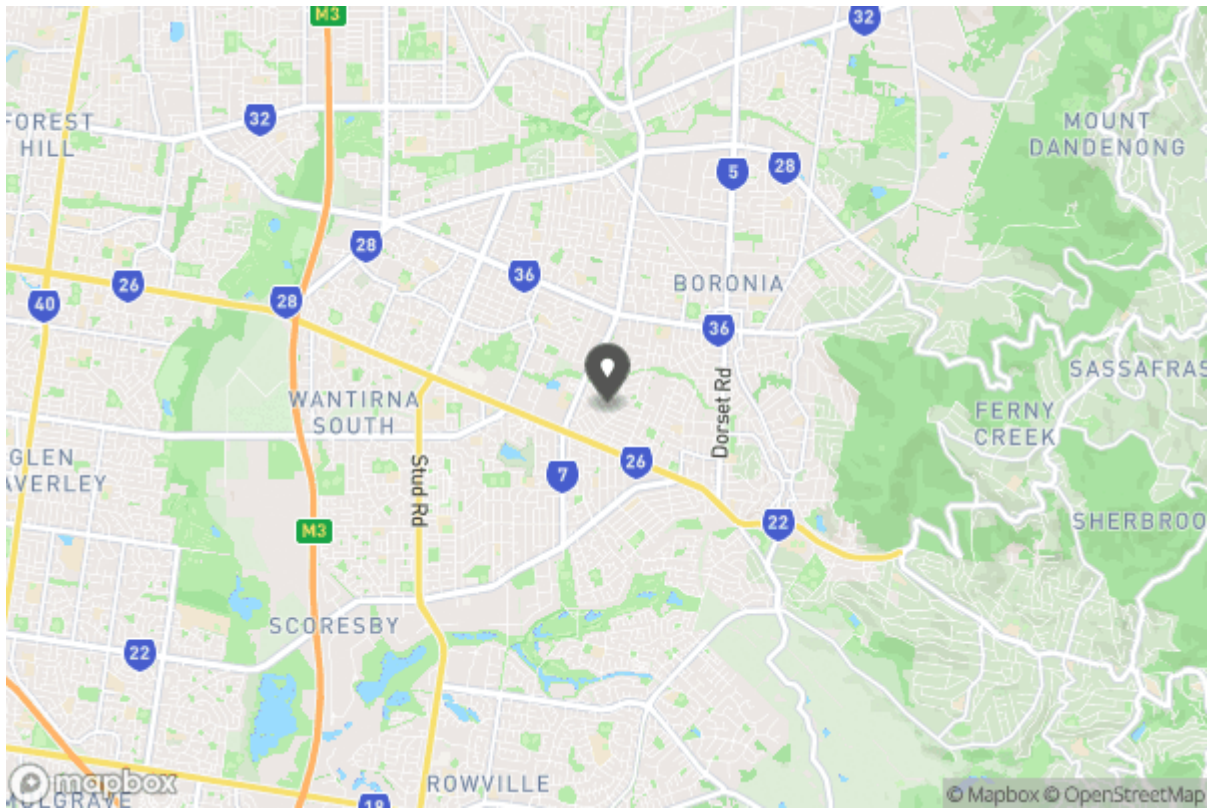 M3
32
FOREST
HILL
32
MOUNT
DANDENONG
5
28
28
36
BORONIA
26
40
28
36
SASSAFRAS
WANTIRNA
SOUTH
Dorset Rd
FERNY
CREEK
GLEN
AVERLEY
Stud Rd
7
26
M3
22
SHERBROO
SCORESBY
22
ROWVILLE
mapbox
MULGRAVE
18
© Mapbox © OpenStreetMap